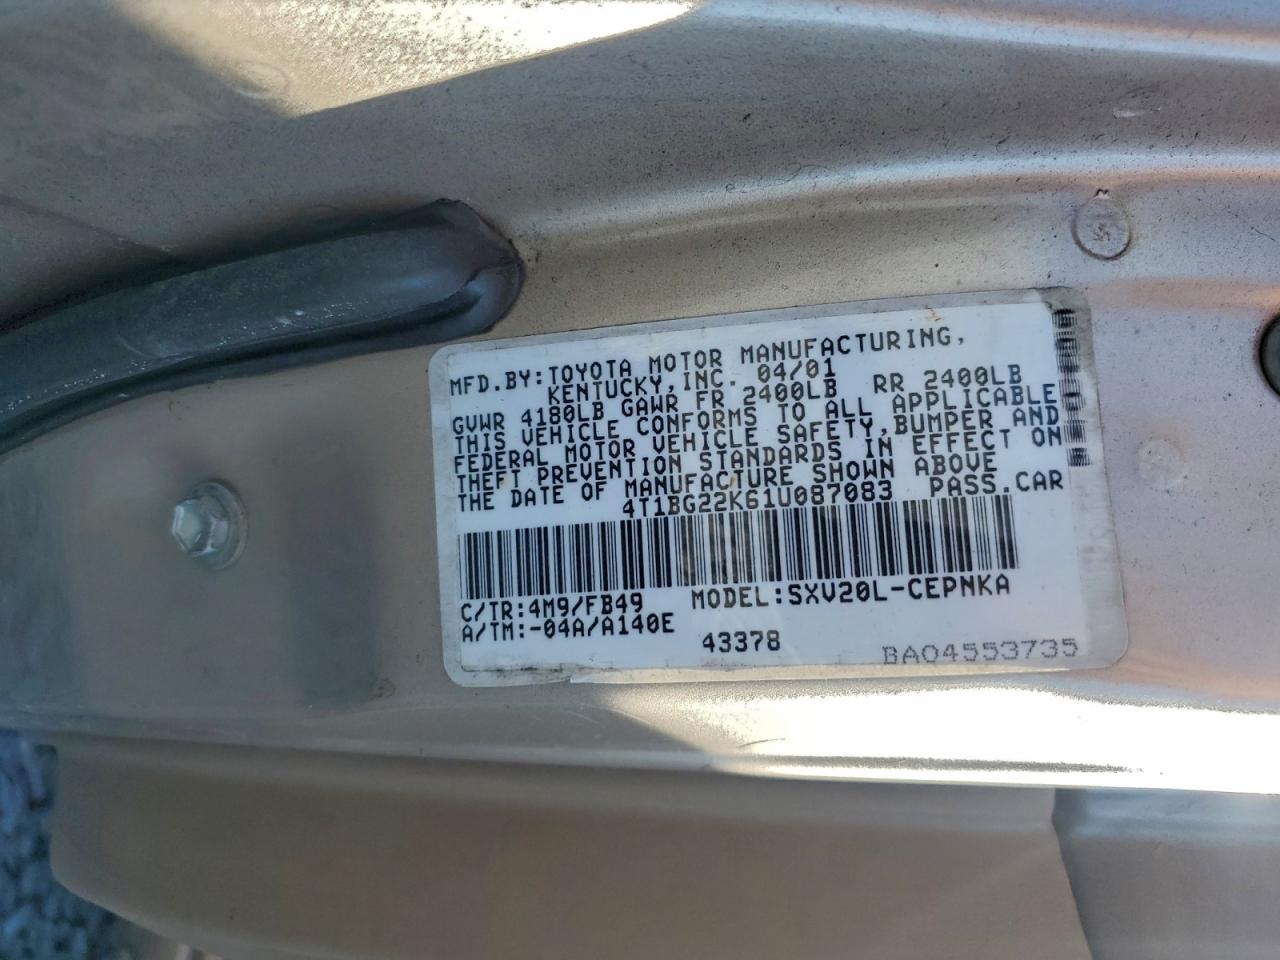 MFD.BY:TOYOTA MOTOR MANUFACTURING,
KENTUCKY,INC. 04/01
GVWR 4180LB GAWR FR 2400LB RR 2400LB
THIS VEHICLE CONFORMS TO ALL APPLICABLE
FEDERAL MOTOR VEHICLE SAFETY,BUMPER AND
THEFT PREVENTION STANDARDS IN EFFECT ON
THE DATE OF MANUFACTURE SHOWN ABOVE
4T1BG22K61U087083 PASS.CAR
C/TR:4M9/FB49 MODEL:SXV20L-CEPNKA
A/TM:-04A/A140E
43378 BA04553735